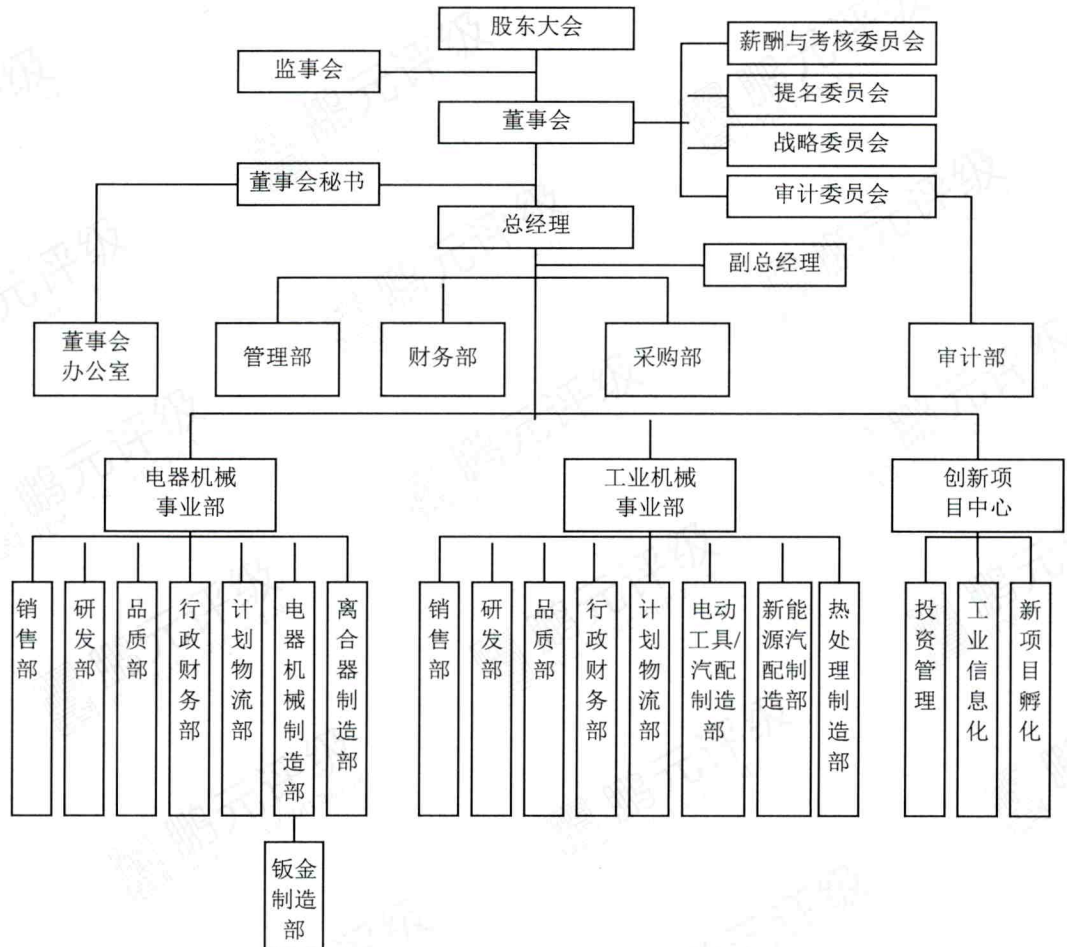 股东大会
薪酬与考核委员会
监事会
提名委员会
董事会
战略委员会
董事会秘书
审计委员会
总经理
副总经理
董事会
办公室
管理部
财务部
采购部
审计部
电器机械
事业部
工业机械
事业部
创新项
目中心
销售部
研发部
品质部
行政财务部
计划物流部
电器机械制造部
离合器制造部
销售部
研发部
品质部
行政财务部
计划物流部
电动
工具/
汽配
制造
部
新能
源汽
配制
造部
热处理制造部
投资管理
工业信息化
新项目孵化
钣金
制造
部
鹏元评级